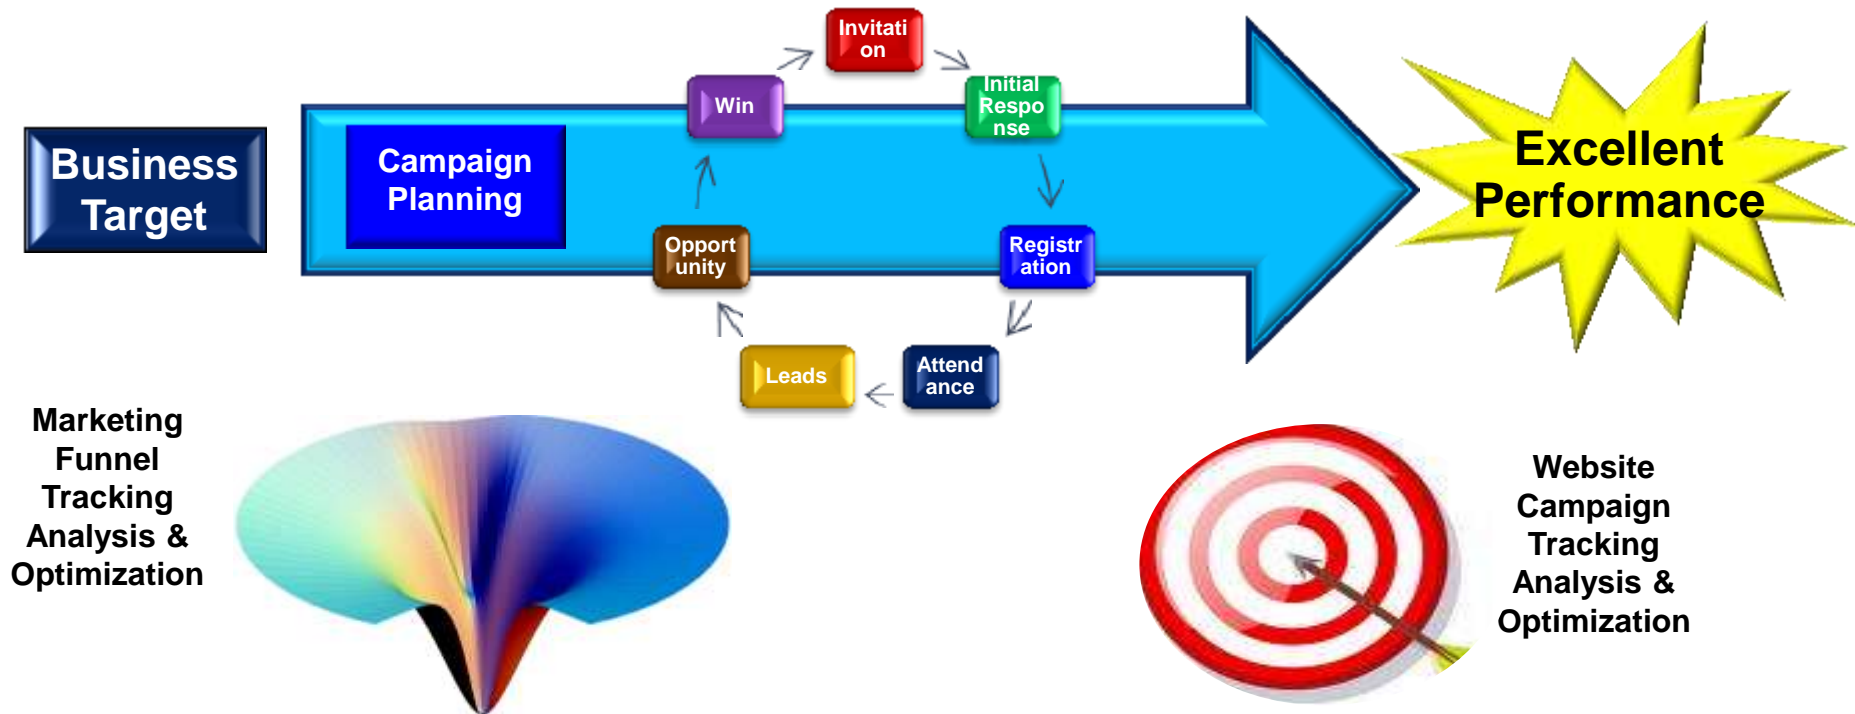 Business
Target
Campaign
Planning
Invitati
on
Initial
Respo
nse
Registr
ation
Attend
ance
Leads
Opport
unity
Win
Excellent
Performance
Marketing
Funnel
Tracking
Analysis &
Optimization
Website
Campaign
Tracking
Analysis &
Optimization